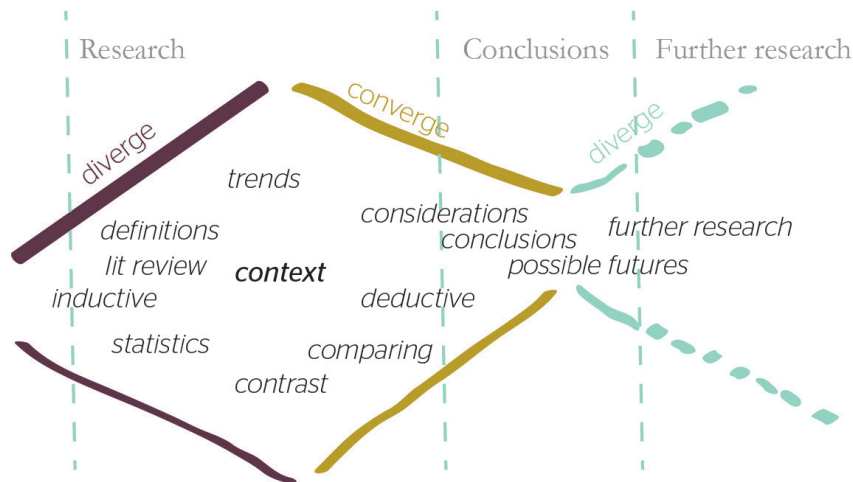 Research
Conclusions
Further research
diverge
converge
diverge
trends
considerations
definitions
conclusions
further research
lit review
context
possible futures
inductive
deductive
statistics
comparing
contrast